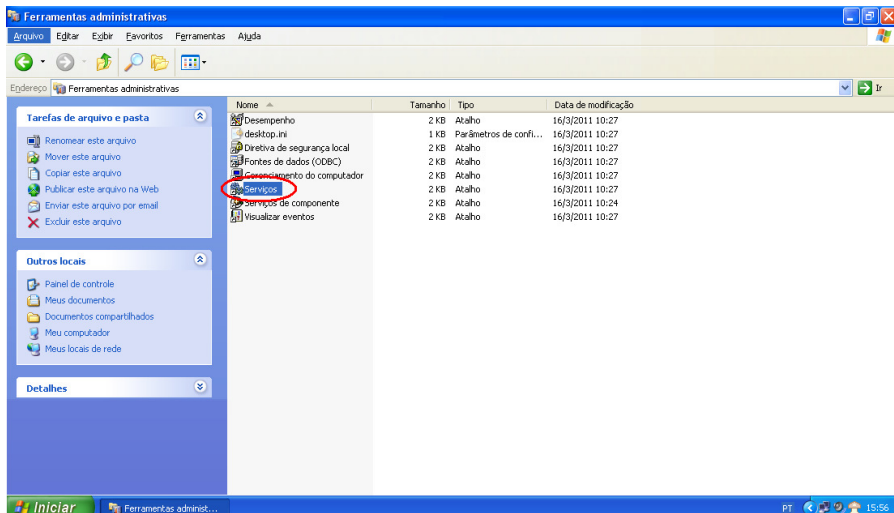 Ferramentas administrativas
Arquivo Editar Exibir Favoritos Ferramentas Ajuda
Endereço Ferramentas administrativas Ir
Tarefas de arquivo e pasta
Renomear este arquivo
Mover este arquivo
Copiar este arquivo
Publicar este arquivo na Web
Enviar este arquivo por email
Excluir este arquivo
Outros locais
Painel de controle
Meus documentos
Documentos compartilhados
Meu computador
Meus locais de rede
Detalhes
Nome Tamanho Tipo Data de modificação
Desempenho 2 KB Atalho 16/3/2011 10:27
desktop.ini 1 KB Parâmetros de confi... 16/3/2011 10:27
Diretiva de segurança local 2 KB Atalho 16/3/2011 10:27
Fontes de dados (ODBC) 2 KB Atalho 16/3/2011 10:27
Gerenciamento do computador 2 KB Atalho 16/3/2011 10:27
Serviços 2 KB Atalho 16/3/2011 10:27
Serviços de componente 2 KB Atalho 16/3/2011 10:24
Visualizar eventos 2 KB Atalho 16/3/2011 10:27
Iniciar Ferramentas administ... PT 15:56